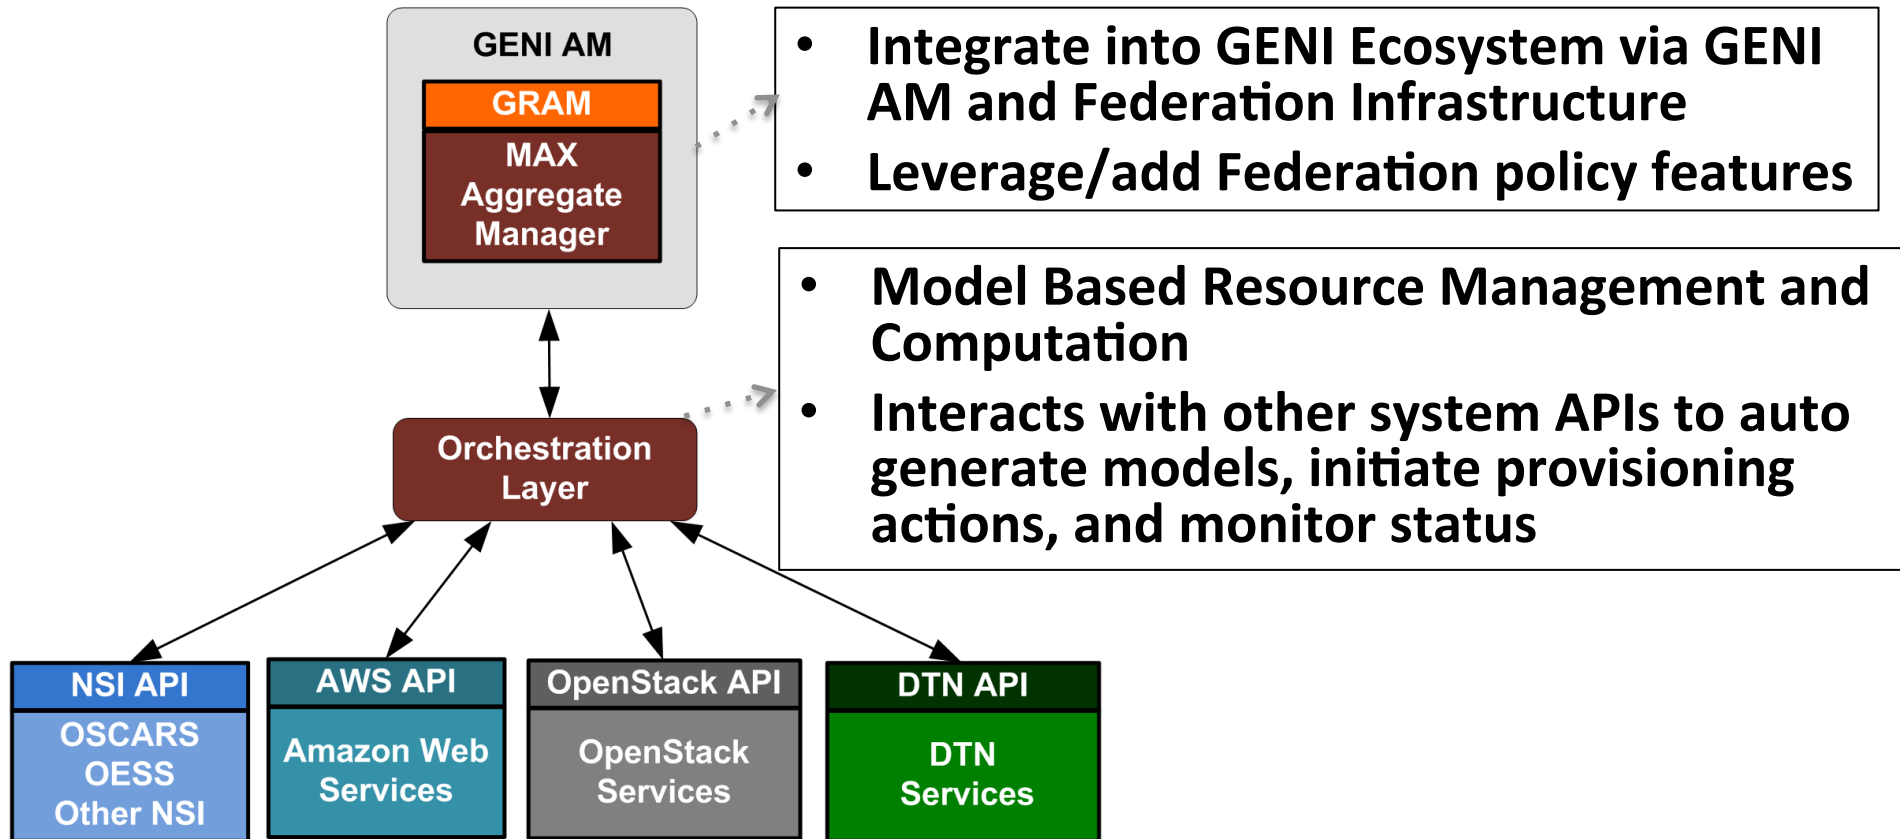 GENI AM
GRAM
MAX
Aggregate
Manager
• Integrate into GENI Ecosystem via GENI
AM and Federation Infrastructure
• Leverage/add Federation policy features
• Model Based Resource Management and
Computation
• Interacts with other system APIs to auto
generate models, initiate provisioning
actions, and monitor status
Orchestration
Layer
NSI API
OSCARS
OESS
Other NSI
AWS API
Amazon Web
Services
OpenStack API
OpenStack
Services
DTN API
DTN
Services